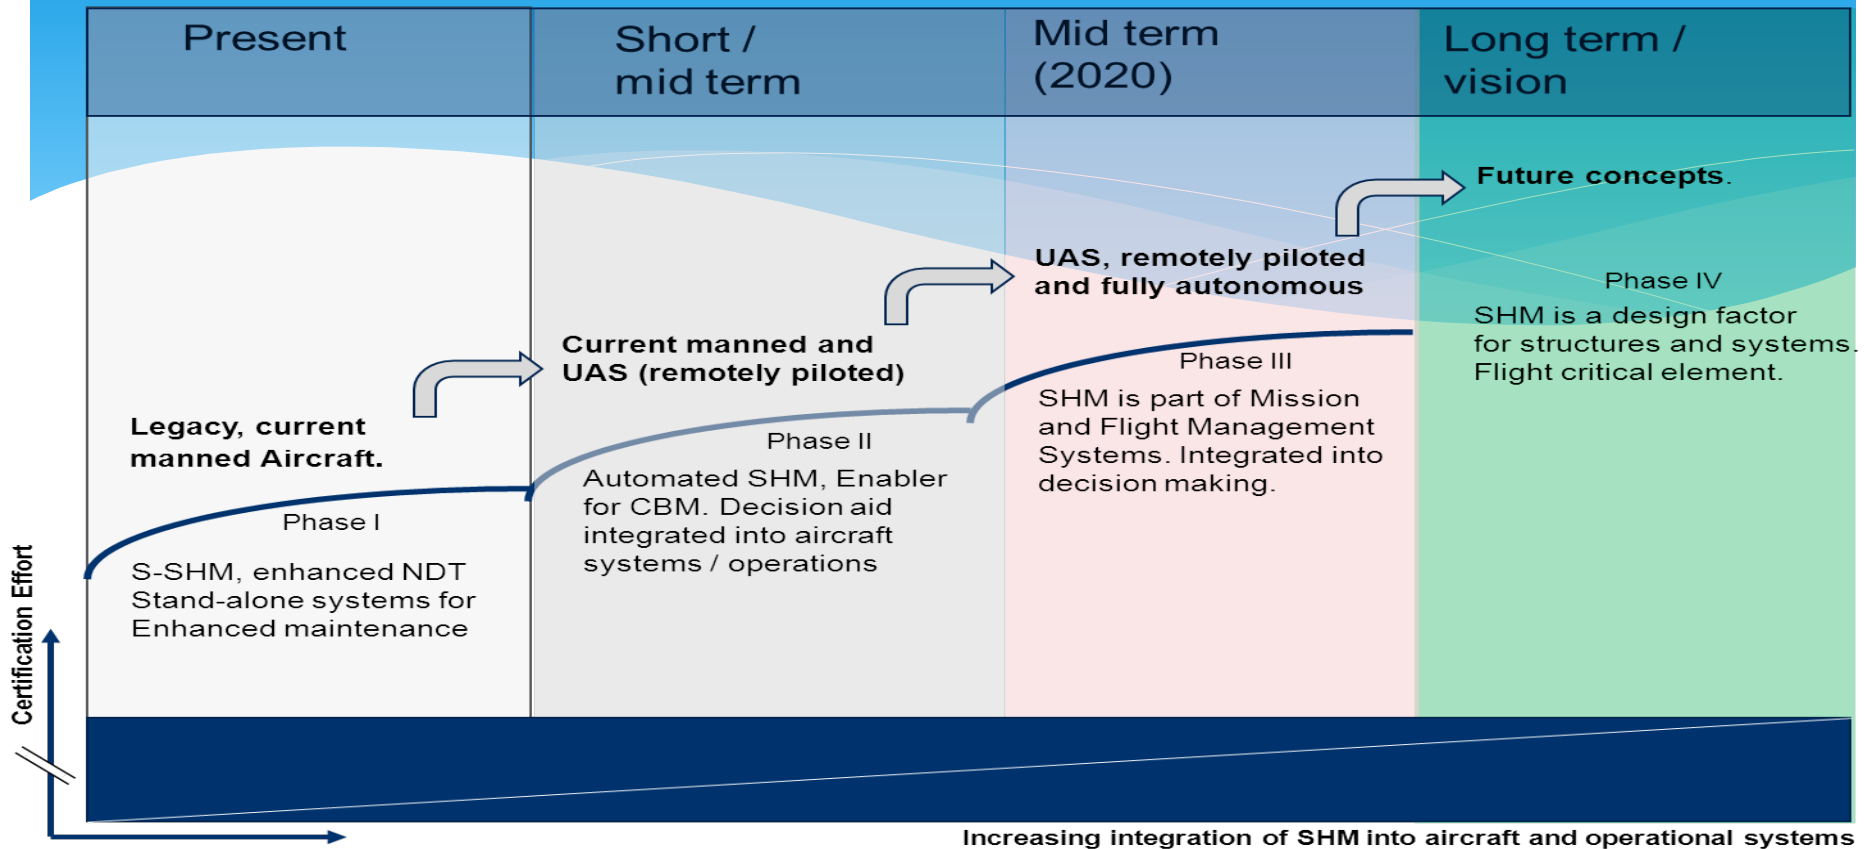 Present
Short /
mid term
Mid term
(2020)
Long term /
vision
Legacy, current
manned Aircraft.
Phase I
S-SHM, enhanced NDT
Stand-alone systems for
Enhanced maintenance
Current manned and
UAS (remotely piloted)
Phase II
Automated SHM, Enabler
for CBM. Decision aid
integrated into aircraft
systems / operations
UAS, remotely piloted
and fully autonomous
Phase III
SHM is part of Mission
and Flight Management
Systems. Integrated into
decision making.
Future concepts.
Phase IV
SHM is a design factor
for structures and systems.
Flight critical element.
Certification Effort
Increasing integration of SHM into aircraft and operational systems